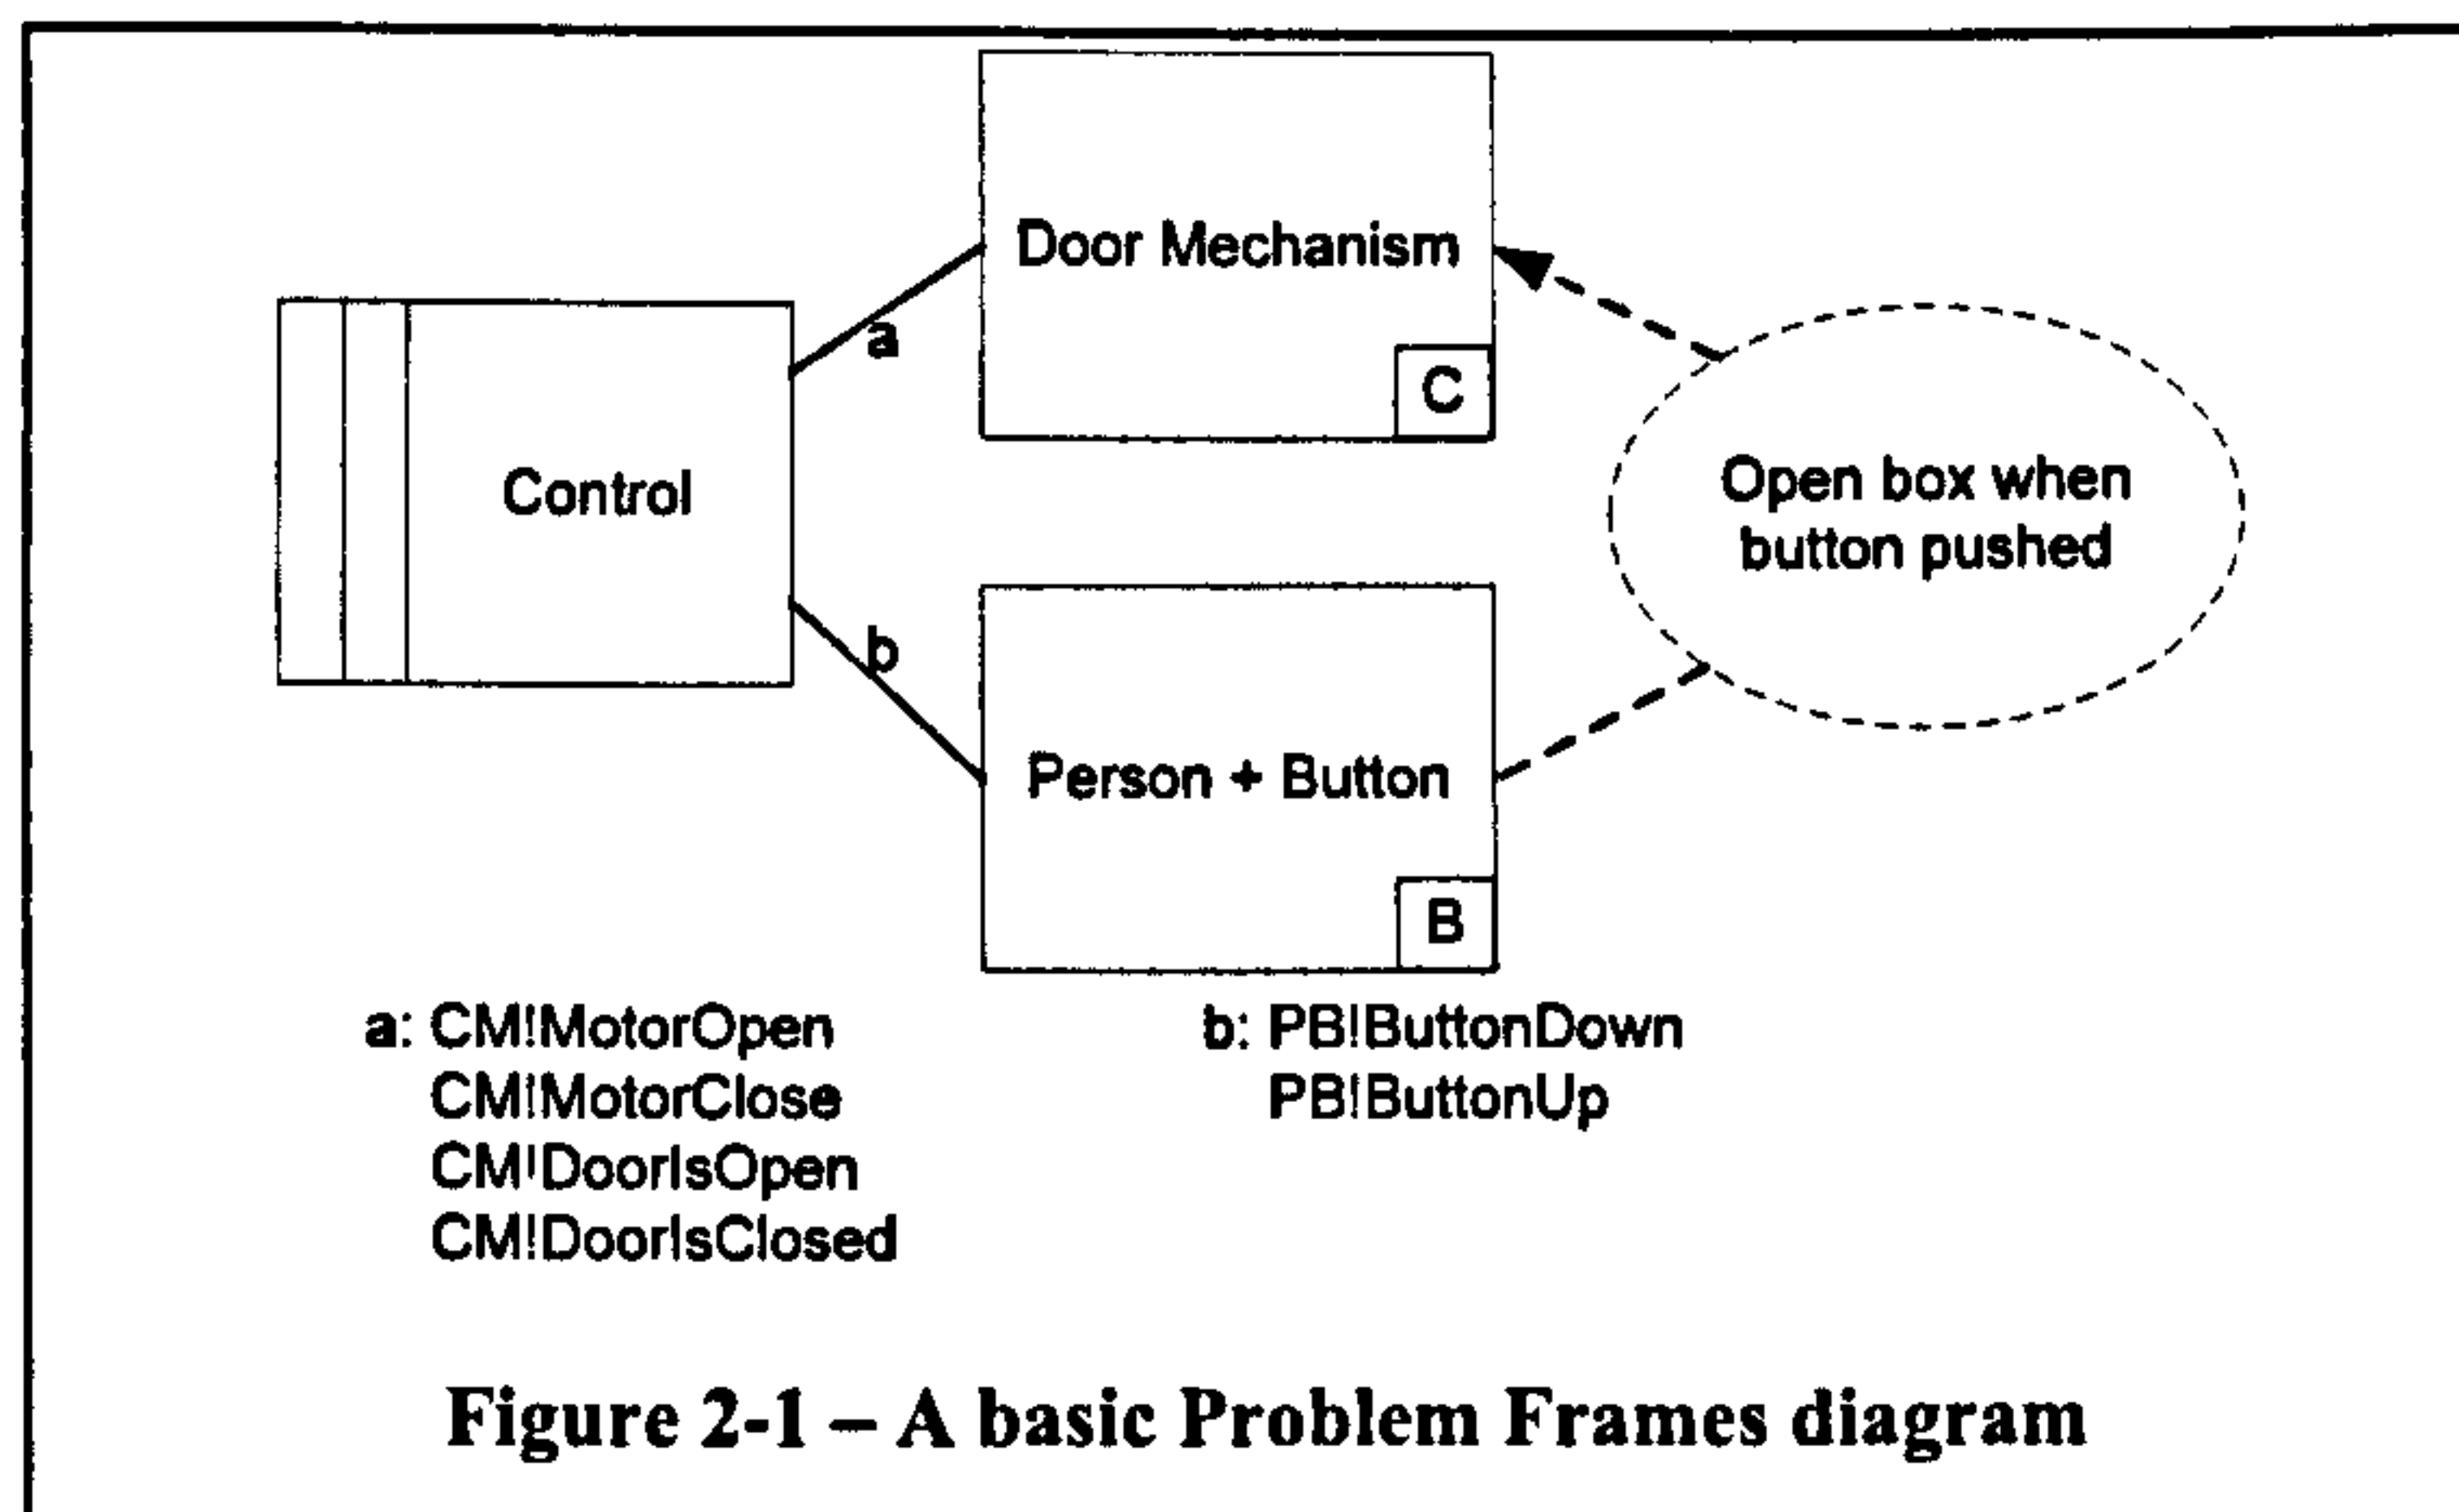 Door Mechanism
C
a
Control
b
Open box when
button pushed
Person + Button
B
a: CM!MotorOpen
CM!MotorClose
CM!DoorIsOpen
CM!DoorIsClosed
b: PB!ButtonDown
PB!ButtonUp
Figure 2-1 – A basic Problem Frames diagram